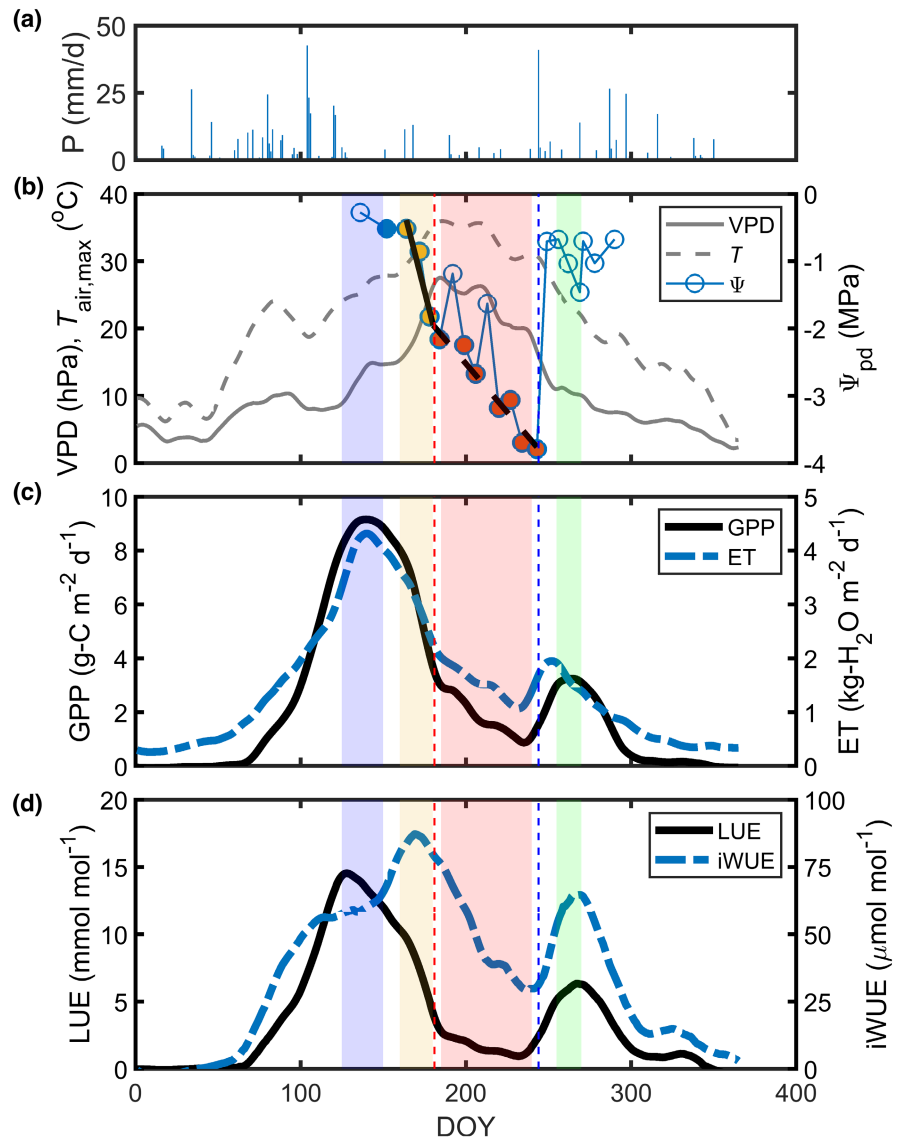 (a)
50
25
0
P (mm/d)
(b)
40
30
20
10
0
VPD (hPa), T air,max (°C)
0
-1
-2
-3
-4
Ψpd (MPa)
VPD
T
Ψ
(c)
10
8
6
4
2
0
GPP (g-C m-2 d-1)
5
4
3
2
1
0
ET (kg-H2O m-2 d-1)
GPP
ET
(d)
20
15
10
5
0
LUE (mmol mol-1)
100
75
50
25
0
iWUE (μmol mol-1)
LUE
iWUE
0 100 200 300 400
DOY